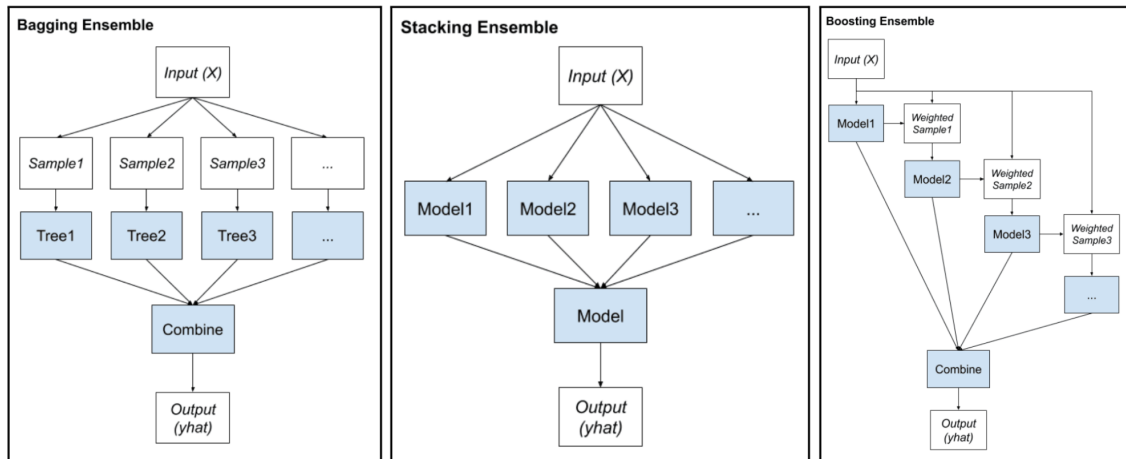 Bagging Ensemble
Input (X)
Sample1
Sample2
Sample3
...
Tree1
Tree2
Tree3
...
Combine
Output
(yhat)
Stacking Ensemble
Input (X)
Model1
Model2
Model3
...
Model
Output
(yhat)
Boosting Ensemble
Input (X)
Model1
Weighted
Sample1
Model2
Weighted
Sample2
Model3
Weighted
Sample3
...
Combine
Output
(yhat)